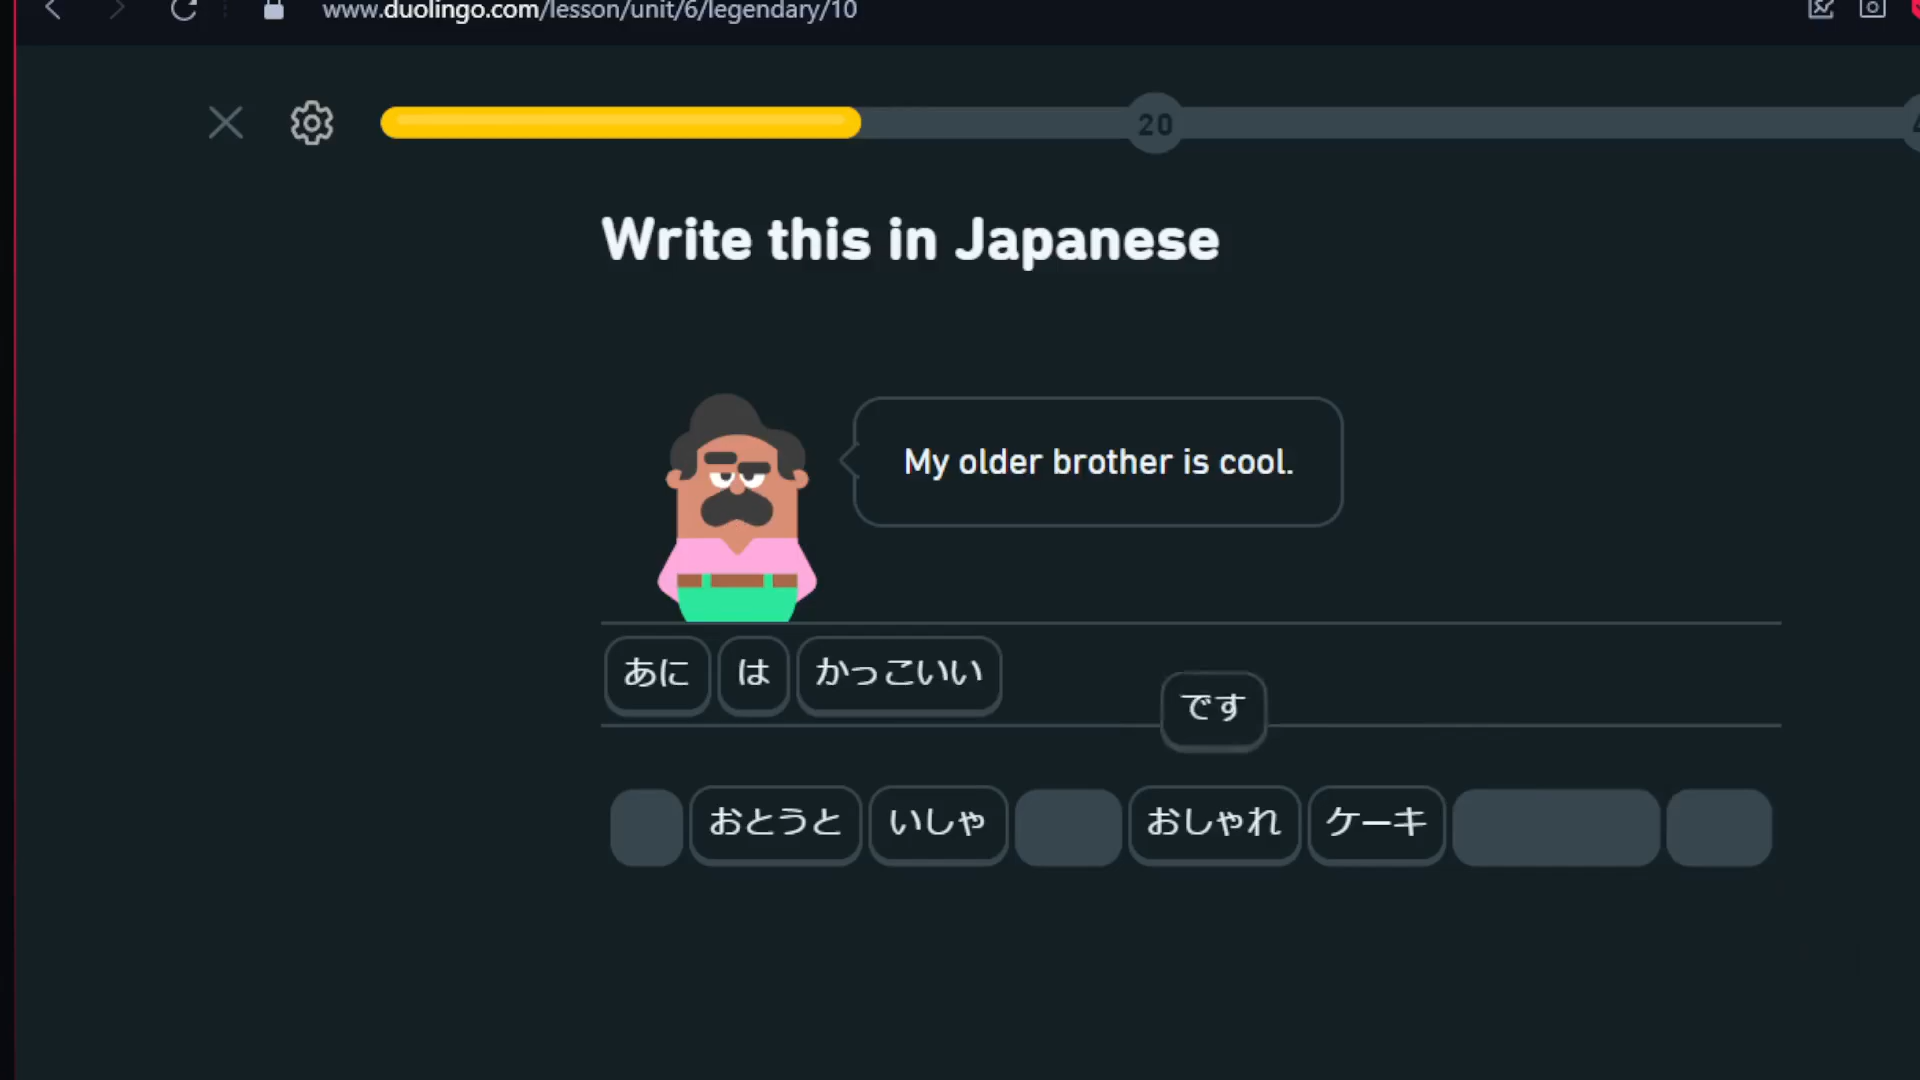 www.duolingo.com/lesson/unit/6/legendary/10
20
Write this in Japanese
My older brother is cool.
あに は かっこいい です
おとうと いしゃ おしゃれ ケーキ